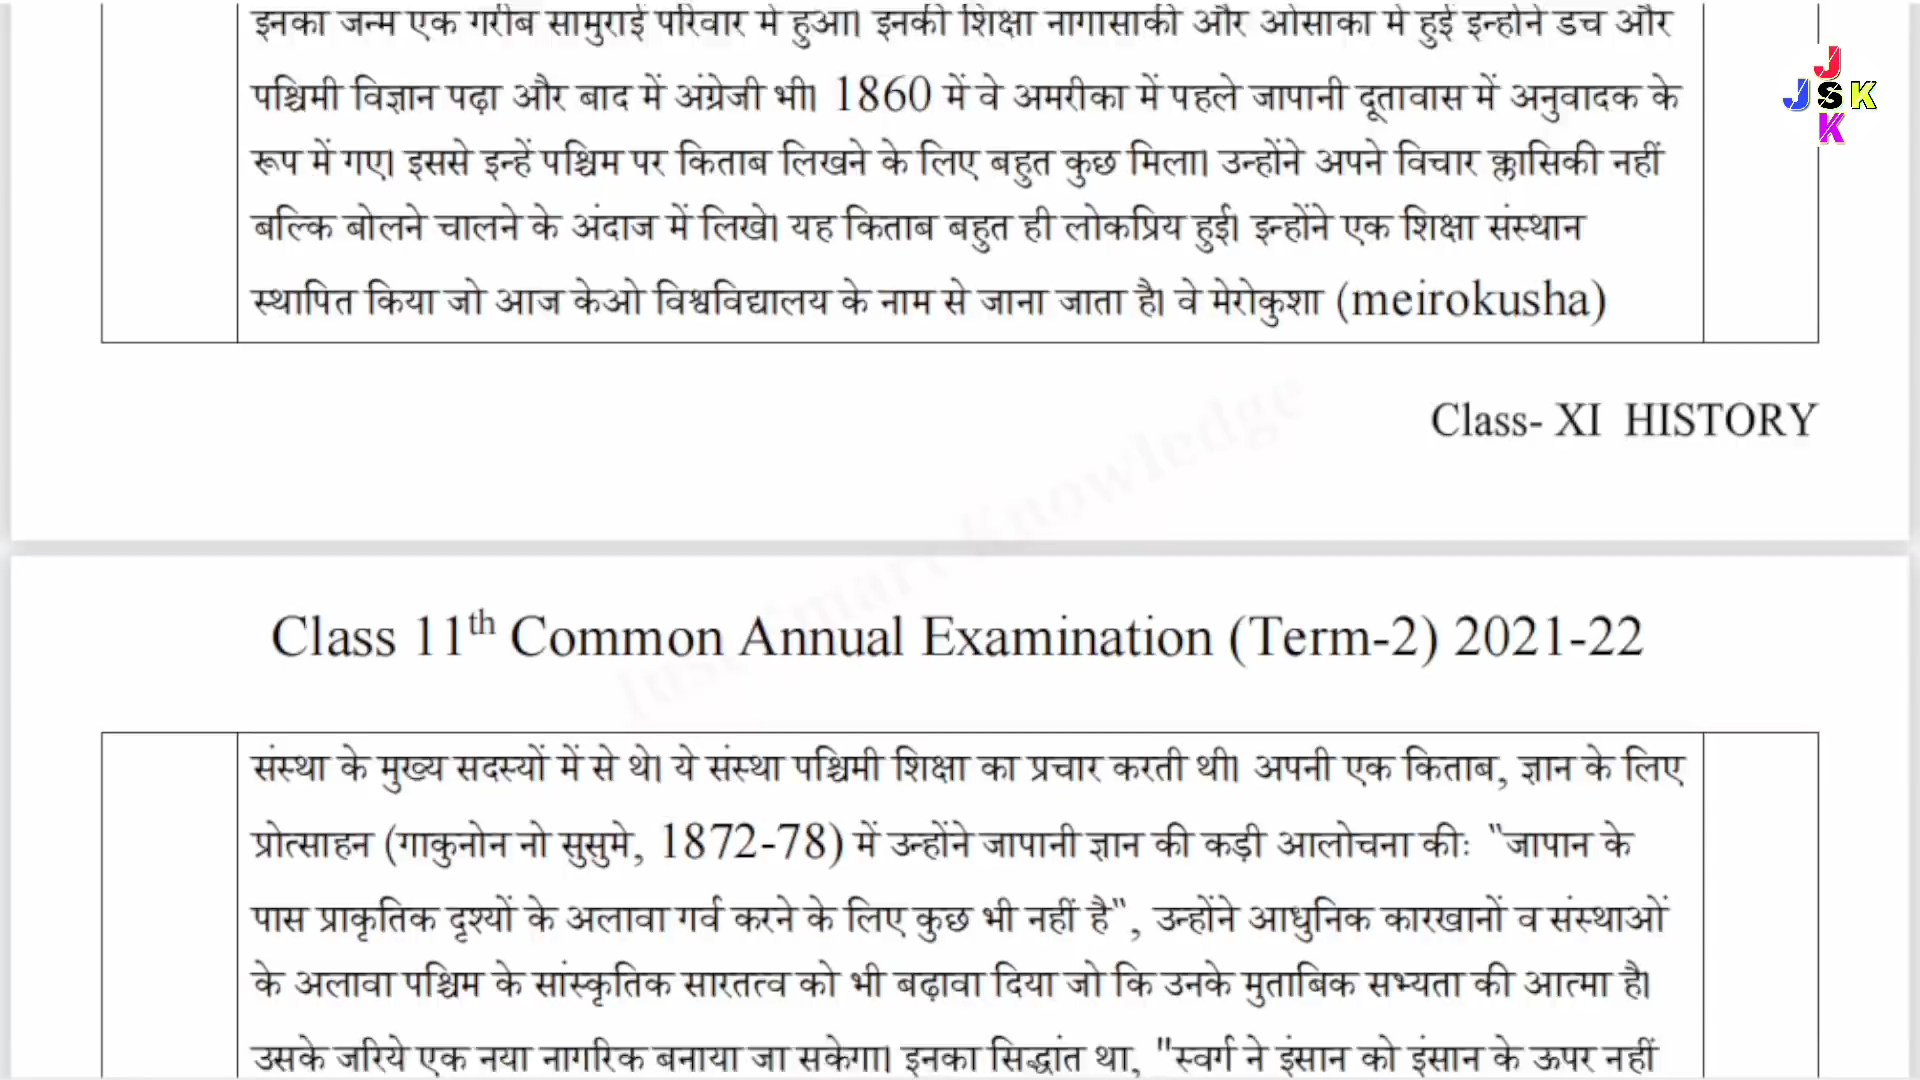 इनका जन्म एक गरीब सामुराई परिवार में हुआ। इनकी शिक्षा नागासाकी और ओसाका में हुई इन्होंने डच और
पश्चिमी विज्ञान पढ़ा और बाद में अंग्रेजी भी। 1860 में वे अमरीका में पहले जापानी दूतावास में अनुवादक के
रूप में गए। इससे इन्हें पश्चिम पर किताब लिखने के लिए बहुत कुछ मिला। उन्होंने अपने विचार क्लासिकी नहीं
बल्कि बोलने चालने के अंदाज में लिखे। यह किताब बहुत ही लोकप्रिय हुई। इन्होंने एक शिक्षा संस्थान
स्थापित किया जो आज केओ विश्वविद्यालय के नाम से जाना जाता है। वे मेरोकुशा (meirokusha)
J
J S K
K
Class- XI HISTORY
Just Smart Knowledge
Class 11th Common Annual Examination (Term-2) 2021-22
संस्था के मुख्य सदस्यों में से थे। ये संस्था पश्चिमी शिक्षा का प्रचार करती थी। अपनी एक किताब, ज्ञान के लिए
प्रोत्साहन (गाकुनोन नो सुसुमे, 1872-78) में उन्होंने जापानी ज्ञान की कड़ी आलोचना कीः "जापान के
पास प्राकृतिक दृश्यों के अलावा गर्व करने के लिए कुछ भी नहीं है", उन्होंने आधुनिक कारखानों व संस्थाओं
के अलावा पश्चिम के सांस्कृतिक सारतत्व को भी बढ़ावा दिया जो कि उनके मुताबिक सभ्यता की आत्मा है।
उसके जरिये एक नया नागरिक बनाया जा सकेगा। इनका सिद्धांत था, "स्वर्ग ने इंसान को इंसान के ऊपर नहीं